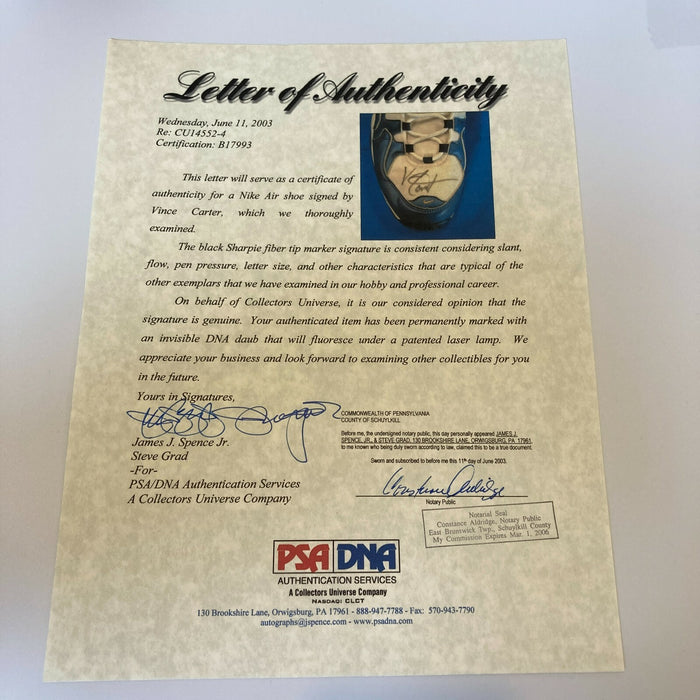 Letter of Authenticity
Wednesday, June 11, 2003
Re: CU14552-4
Certification: B17993
This letter will serve as a certificate of
authenticity for a Nike Air shoe signed by
Vince Carter, which we thoroughly
examined.
The black Sharpie fiber tip marker signature is consistent considering slant,
flow, pen pressure, letter size, and other characteristics that are typical of the
other exemplars that we have examined in our hobby and professional career.
On behalf of Collectors Universe, it is our considered opinion that the
signature is genuine. Your authenticated item has been permanently marked with
an invisible DNA daub that will fluoresce under a patented laser lamp. We
appreciate your business and look forward to examining other collectibles for you
in the future.
Yours in Signatures,
James J. Spence Jr.
Steve Grad
-For-
PSA/DNA Authentication Services
A Collectors Universe Company
COMMONWEALTH OF PENNSYLVANIA
COUNTY OF SCHUYLKILL
Before me, the undersigned notary public, this day personally appeared JAMES J.
SPENCE, JR., & STEVE GRAD, 130 BROOKSHIRE LANE, ORWIGSBURG, PA 17961,
to me known who being duly sworn according to law, claimed this to be a true document.
Sworn and subscribed to before me this 11th day of June 2003.
Constance Aldridge
Notary Public
Notarial Seal
Constance Aldridge, Notary Public
East Brunswick Twp., Schuylkill County
My Commission Expires Mar. 1, 2006
PSA DNA
AUTHENTICATION SERVICES
A Collectors Universe Company
NASDAQ: CLCT
130 Brookshire Lane, Orwigsburg, PA 17961 - 888-947-7788 - Fax: 570-943-7790
autographs@jspence.com - www.psadna.com